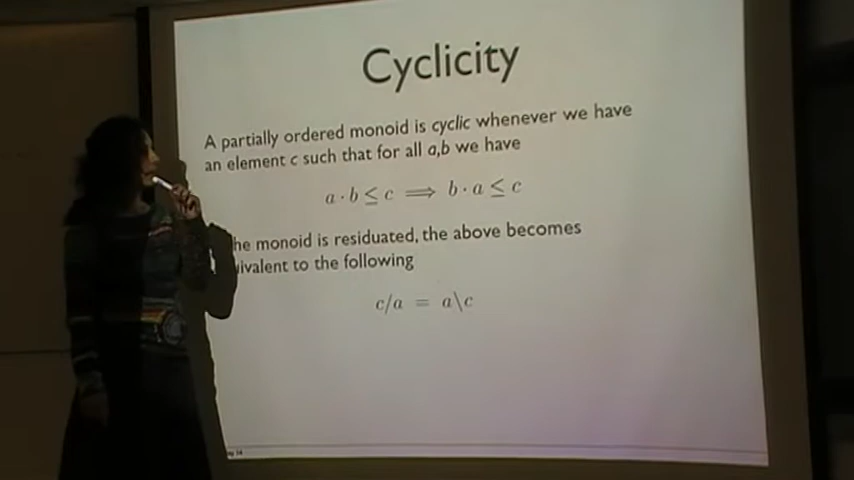 Cyclicity
A partially ordered monoid is cyclic whenever we have
an element c such that for all a,b we have
a · b ≤ c ⟹ b · a ≤ c
he monoid is residuated, the above becomes
ivalent to the following
c/a = a\c